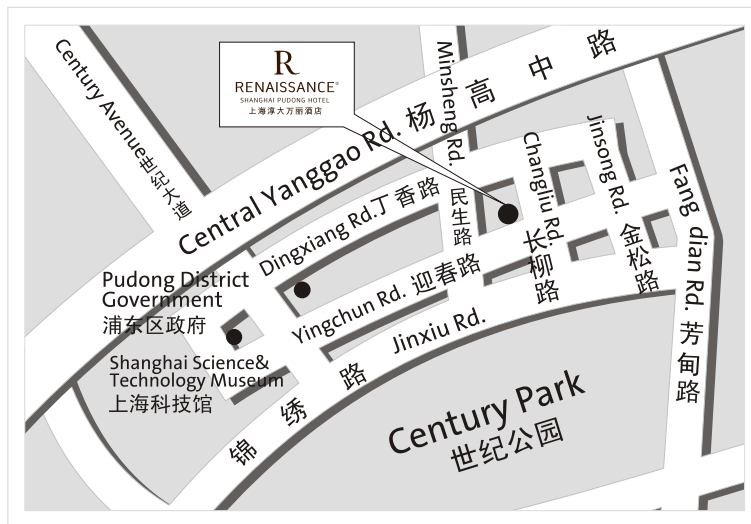 Century Avenue世纪大道
R
RENAISSANCE®
SHANGHAI PUDONG HOTEL
上海淳大万丽酒店
Minsheng Rd. 民生路
Central Yanggao Rd. 杨高中路
Dingxiang Rd.丁香路
Changliu Rd. 长柳路
Jinsong Rd. 金松路
Fang dian Rd. 芳甸路
Pudong District
Government
浦东区政府
Yingchun Rd. 迎春路
Shanghai Science&
Technology Museum
上海科技馆
Jinxiu Rd.
锦绣路
Century Park
世纪公园